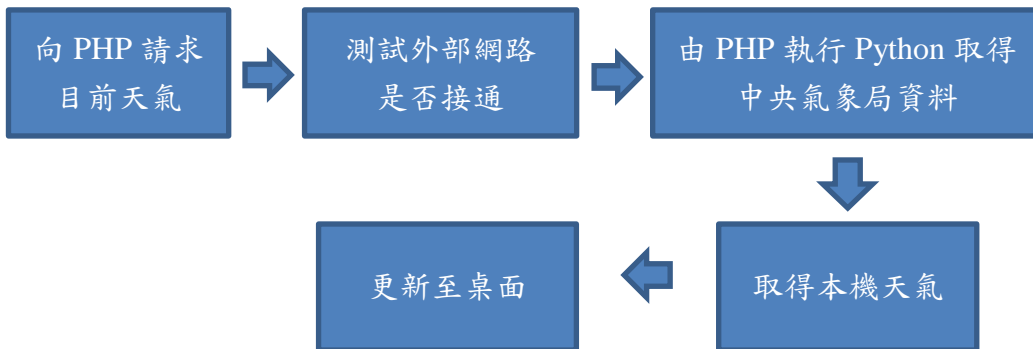 向 PHP 請求
目前天氣
測試外部網路
是否接通
由 PHP 執行 Python 取得
中央氣象局資料
取得本機天氣
更新至桌面